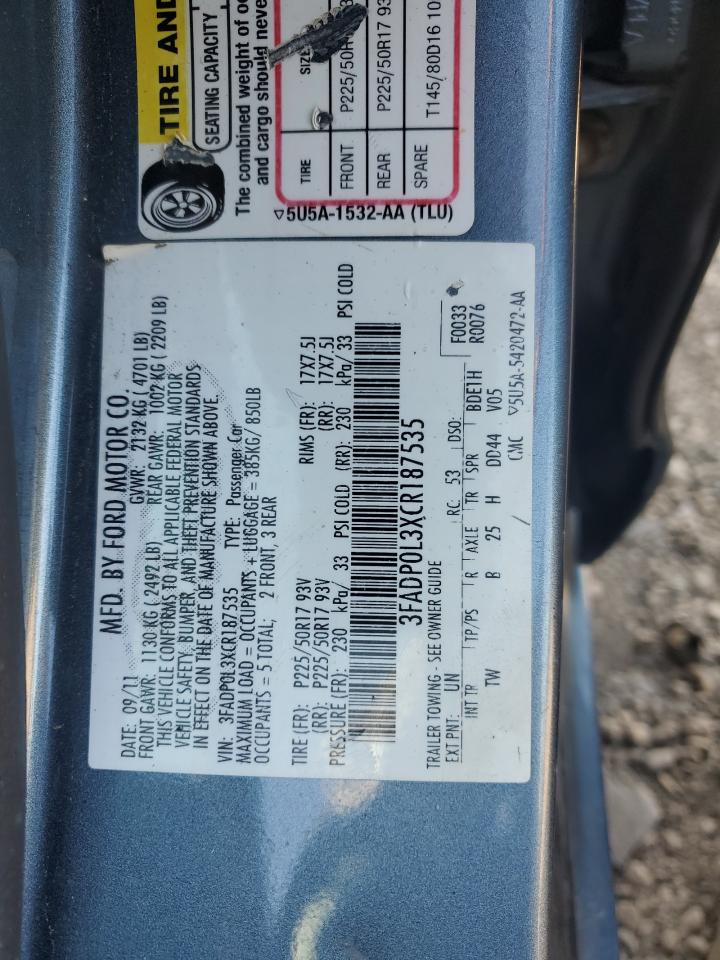 TIRE AND
SEATING CAPACITY
The combined weight of oc
and cargo should never
TIRE
FRONT P225/50R17 93
REAR P225/50R17 93
SPARE T145/80D16 10
5U5A-1532-AA (TLU)
MFD. BY FORD MOTOR CO.
DATE: 09/11 GVWR: 2132 KG ( 4701 LB)
FRONT GAWR: 1130 KG ( 2492 LB) REAR GAWR: 1002 KG ( 2209 LB)
THIS VEHICLE CONFORMS TO ALL APPLICABLE FEDERAL MOTOR
VEHICLE SAFETY, BUMPER, AND THEFT PREVENTION STANDARDS
IN EFFECT ON THE DATE OF MANUFACTURE SHOWN ABOVE.
VIN: 3FADP0L3XCR187535 TYPE: Passenger Car
MAXIMUM LOAD = OCCUPANTS + LUGGAGE = 385KG/ 850LB
OCCUPANTS = 5 TOTAL; 2 FRONT, 3 REAR
TIRE (FR): P225/50R17 93V RIMS (FR): 17X7.5J
(RR): P225/50R17 93V (RR): 17X7.5J
PRESSURE (FR): 230 kPa/ 33 PSI COLD (RR): 230 kPa/ 33 PSI COLD
3FADP0L3XCR187535
TRAILER TOWING - SEE OWNER GUIDE F0033
EXT PNT: UN RC: 53 DSO: R0076
INT TR TP/PS R AXLE TR SPR BDE1H
TW B 25 H DD44 V05
CMC 5U5A-5420472-AA